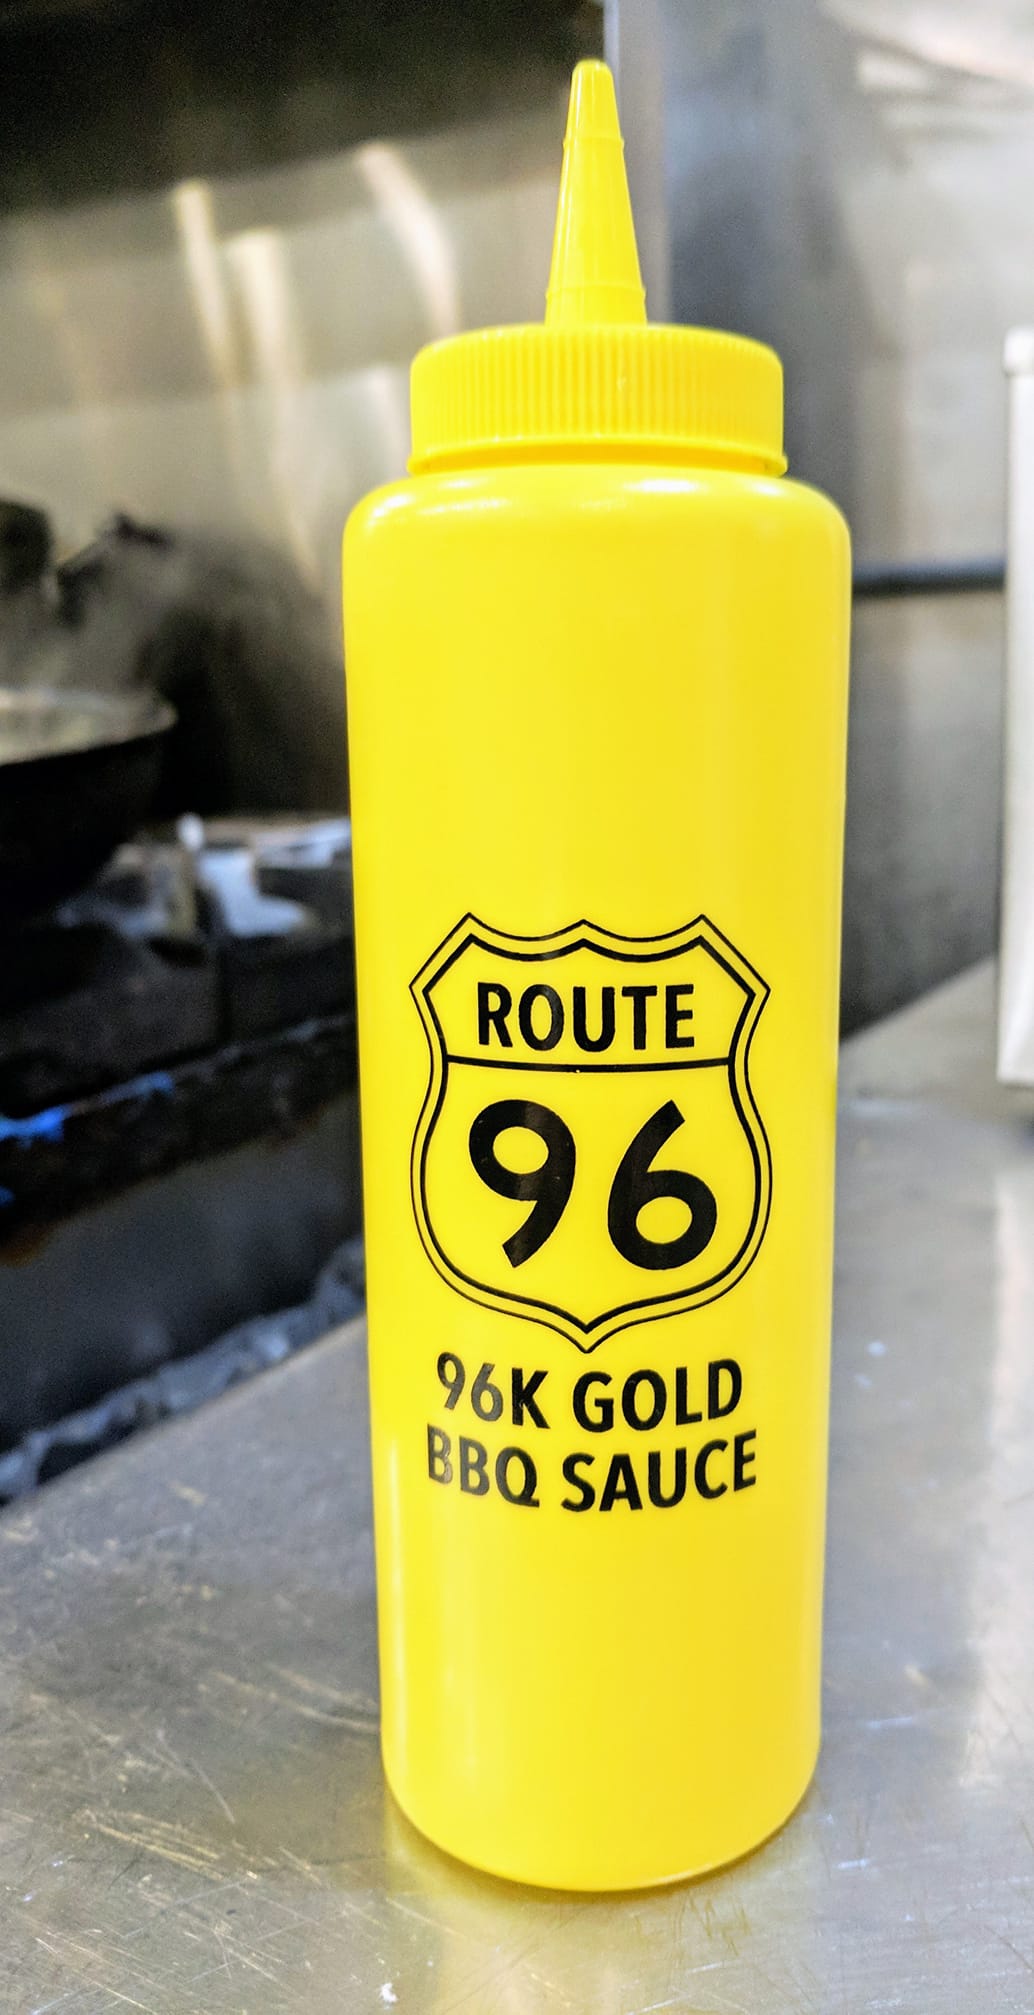 ROUTE
96
96K GOLD
BBQ SAUCE